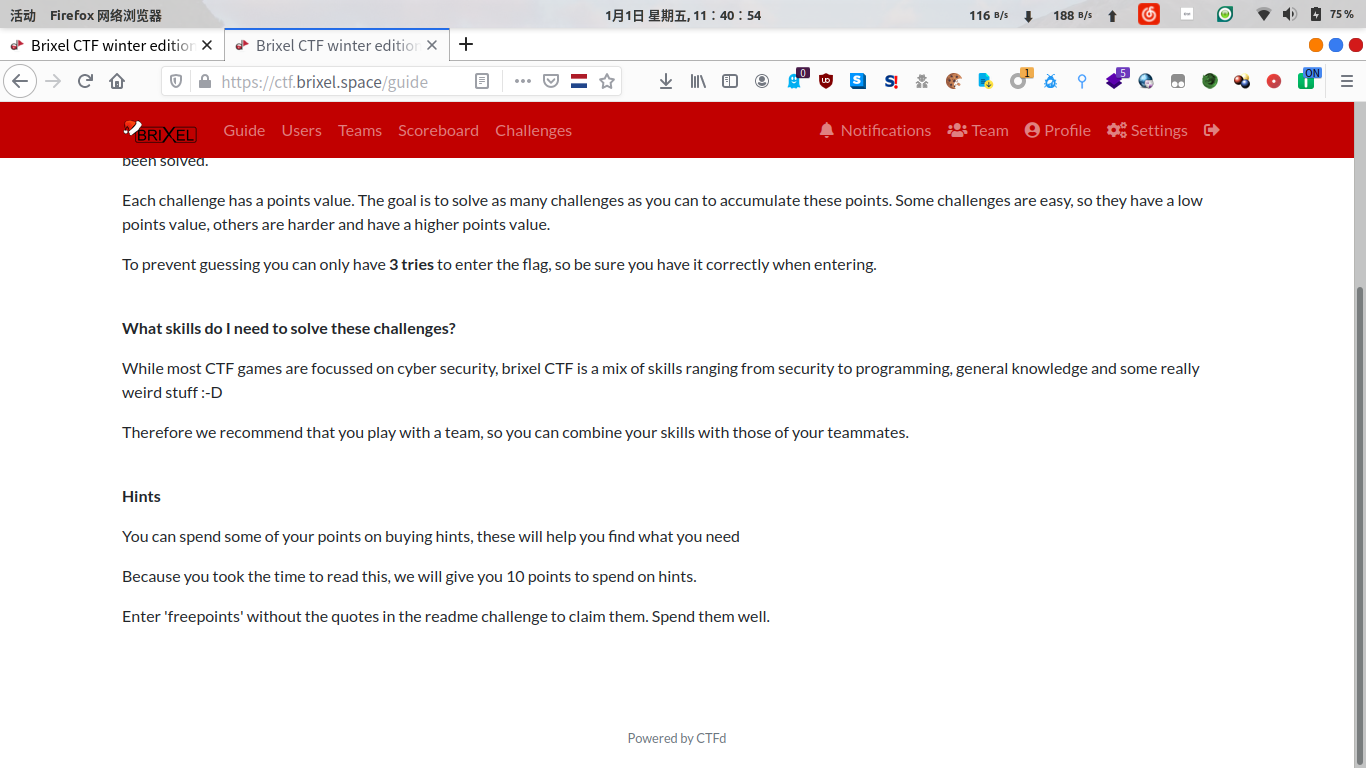 活动 Firefox 网络浏览器 1月1日 星期五, 11：40：54 116 B/s 188 B/s 75 %
Brixel CTF winter edition Brixel CTF winter edition
https://ctf.brixel.space/guide 0 UD S S! 1 5 ON
BRIXEL Guide Users Teams Scoreboard Challenges Notifications Team Profile Settings
been solved.
Each challenge has a points value. The goal is to solve as many challenges as you can to accumulate these points. Some challenges are easy, so they have a low
points value, others are harder and have a higher points value.
To prevent guessing you can only have 3 tries to enter the flag, so be sure you have it correctly when entering.
What skills do I need to solve these challenges?
While most CTF games are focussed on cyber security, brixel CTF is a mix of skills ranging from security to programming, general knowledge and some really
weird stuff :-D
Therefore we recommend that you play with a team, so you can combine your skills with those of your teammates.
Hints
You can spend some of your points on buying hints, these will help you find what you need
Because you took the time to read this, we will give you 10 points to spend on hints.
Enter 'freepoints' without the quotes in the readme challenge to claim them. Spend them well.
Powered by CTFd